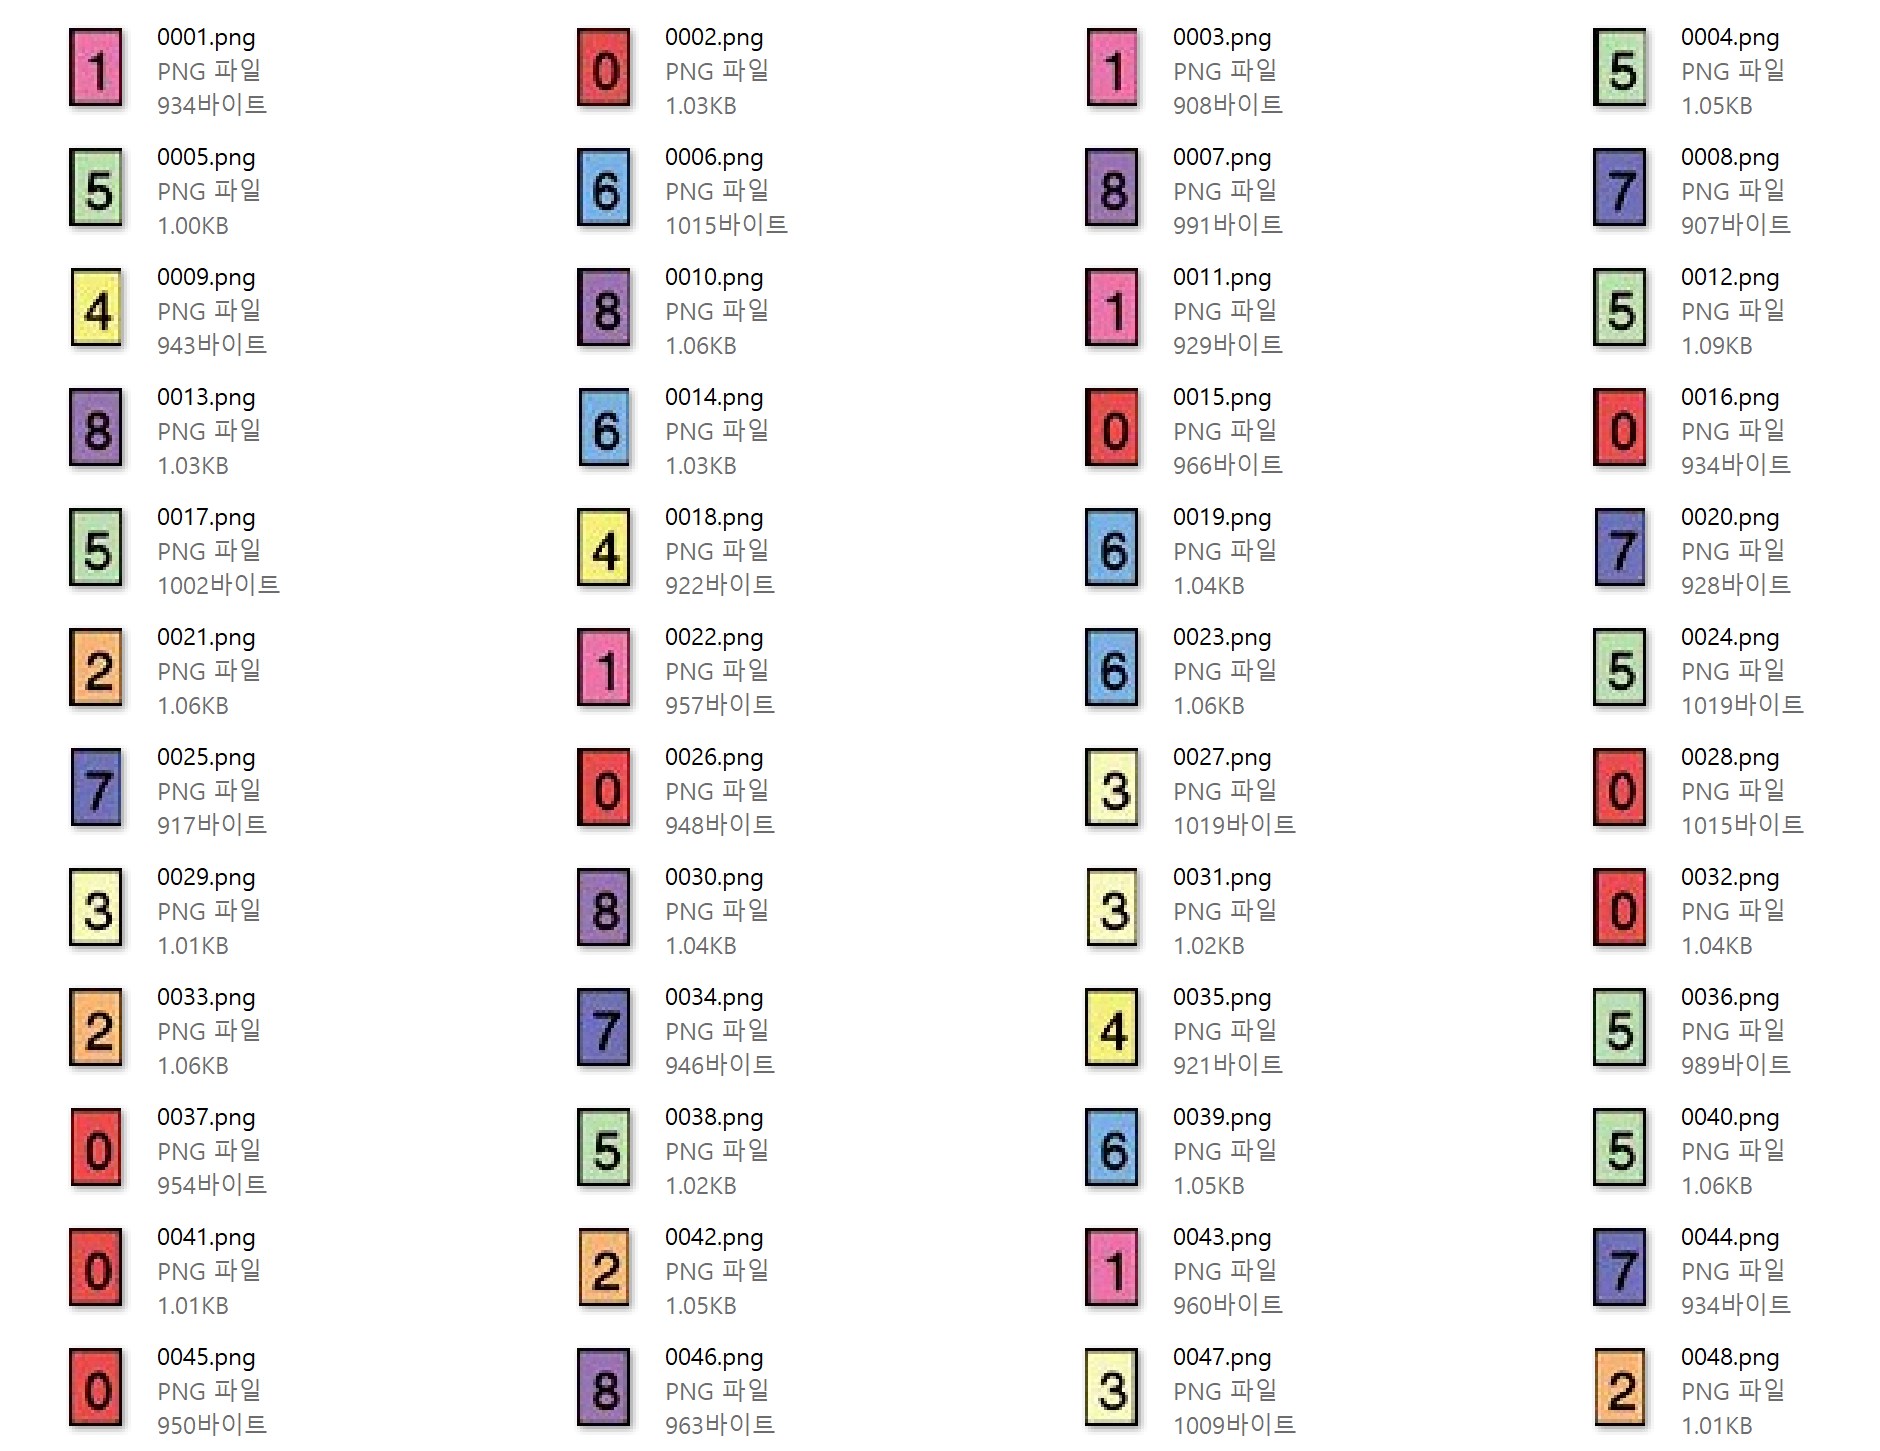 1
0001.png
PNG 파일
934바이트
0
0002.png
PNG 파일
1.03KB
1
0003.png
PNG 파일
908바이트
5
0004.png
PNG 파일
1.05KB
5
0005.png
PNG 파일
1.00KB
6
0006.png
PNG 파일
1015바이트
8
0007.png
PNG 파일
991바이트
7
0008.png
PNG 파일
907바이트
4
0009.png
PNG 파일
943바이트
8
0010.png
PNG 파일
1.06KB
1
0011.png
PNG 파일
929바이트
5
0012.png
PNG 파일
1.09KB
8
0013.png
PNG 파일
1.03KB
6
0014.png
PNG 파일
1.03KB
0
0015.png
PNG 파일
966바이트
0
0016.png
PNG 파일
934바이트
5
0017.png
PNG 파일
1002바이트
4
0018.png
PNG 파일
922바이트
6
0019.png
PNG 파일
1.04KB
7
0020.png
PNG 파일
928바이트
2
0021.png
PNG 파일
1.06KB
1
0022.png
PNG 파일
957바이트
6
0023.png
PNG 파일
1.06KB
5
0024.png
PNG 파일
1019바이트
7
0025.png
PNG 파일
917바이트
0
0026.png
PNG 파일
948바이트
3
0027.png
PNG 파일
1019바이트
0
0028.png
PNG 파일
1015바이트
3
0029.png
PNG 파일
1.01KB
8
0030.png
PNG 파일
1.04KB
3
0031.png
PNG 파일
1.02KB
0
0032.png
PNG 파일
1.04KB
2
0033.png
PNG 파일
1.06KB
7
0034.png
PNG 파일
946바이트
4
0035.png
PNG 파일
921바이트
5
0036.png
PNG 파일
989바이트
0
0037.png
PNG 파일
954바이트
5
0038.png
PNG 파일
1.02KB
6
0039.png
PNG 파일
1.05KB
5
0040.png
PNG 파일
1.06KB
0
0041.png
PNG 파일
1.01KB
2
0042.png
PNG 파일
1.05KB
1
0043.png
PNG 파일
960바이트
7
0044.png
PNG 파일
934바이트
0
0045.png
PNG 파일
950바이트
8
0046.png
PNG 파일
963바이트
3
0047.png
PNG 파일
1009바이트
2
0048.png
PNG 파일
1.01KB